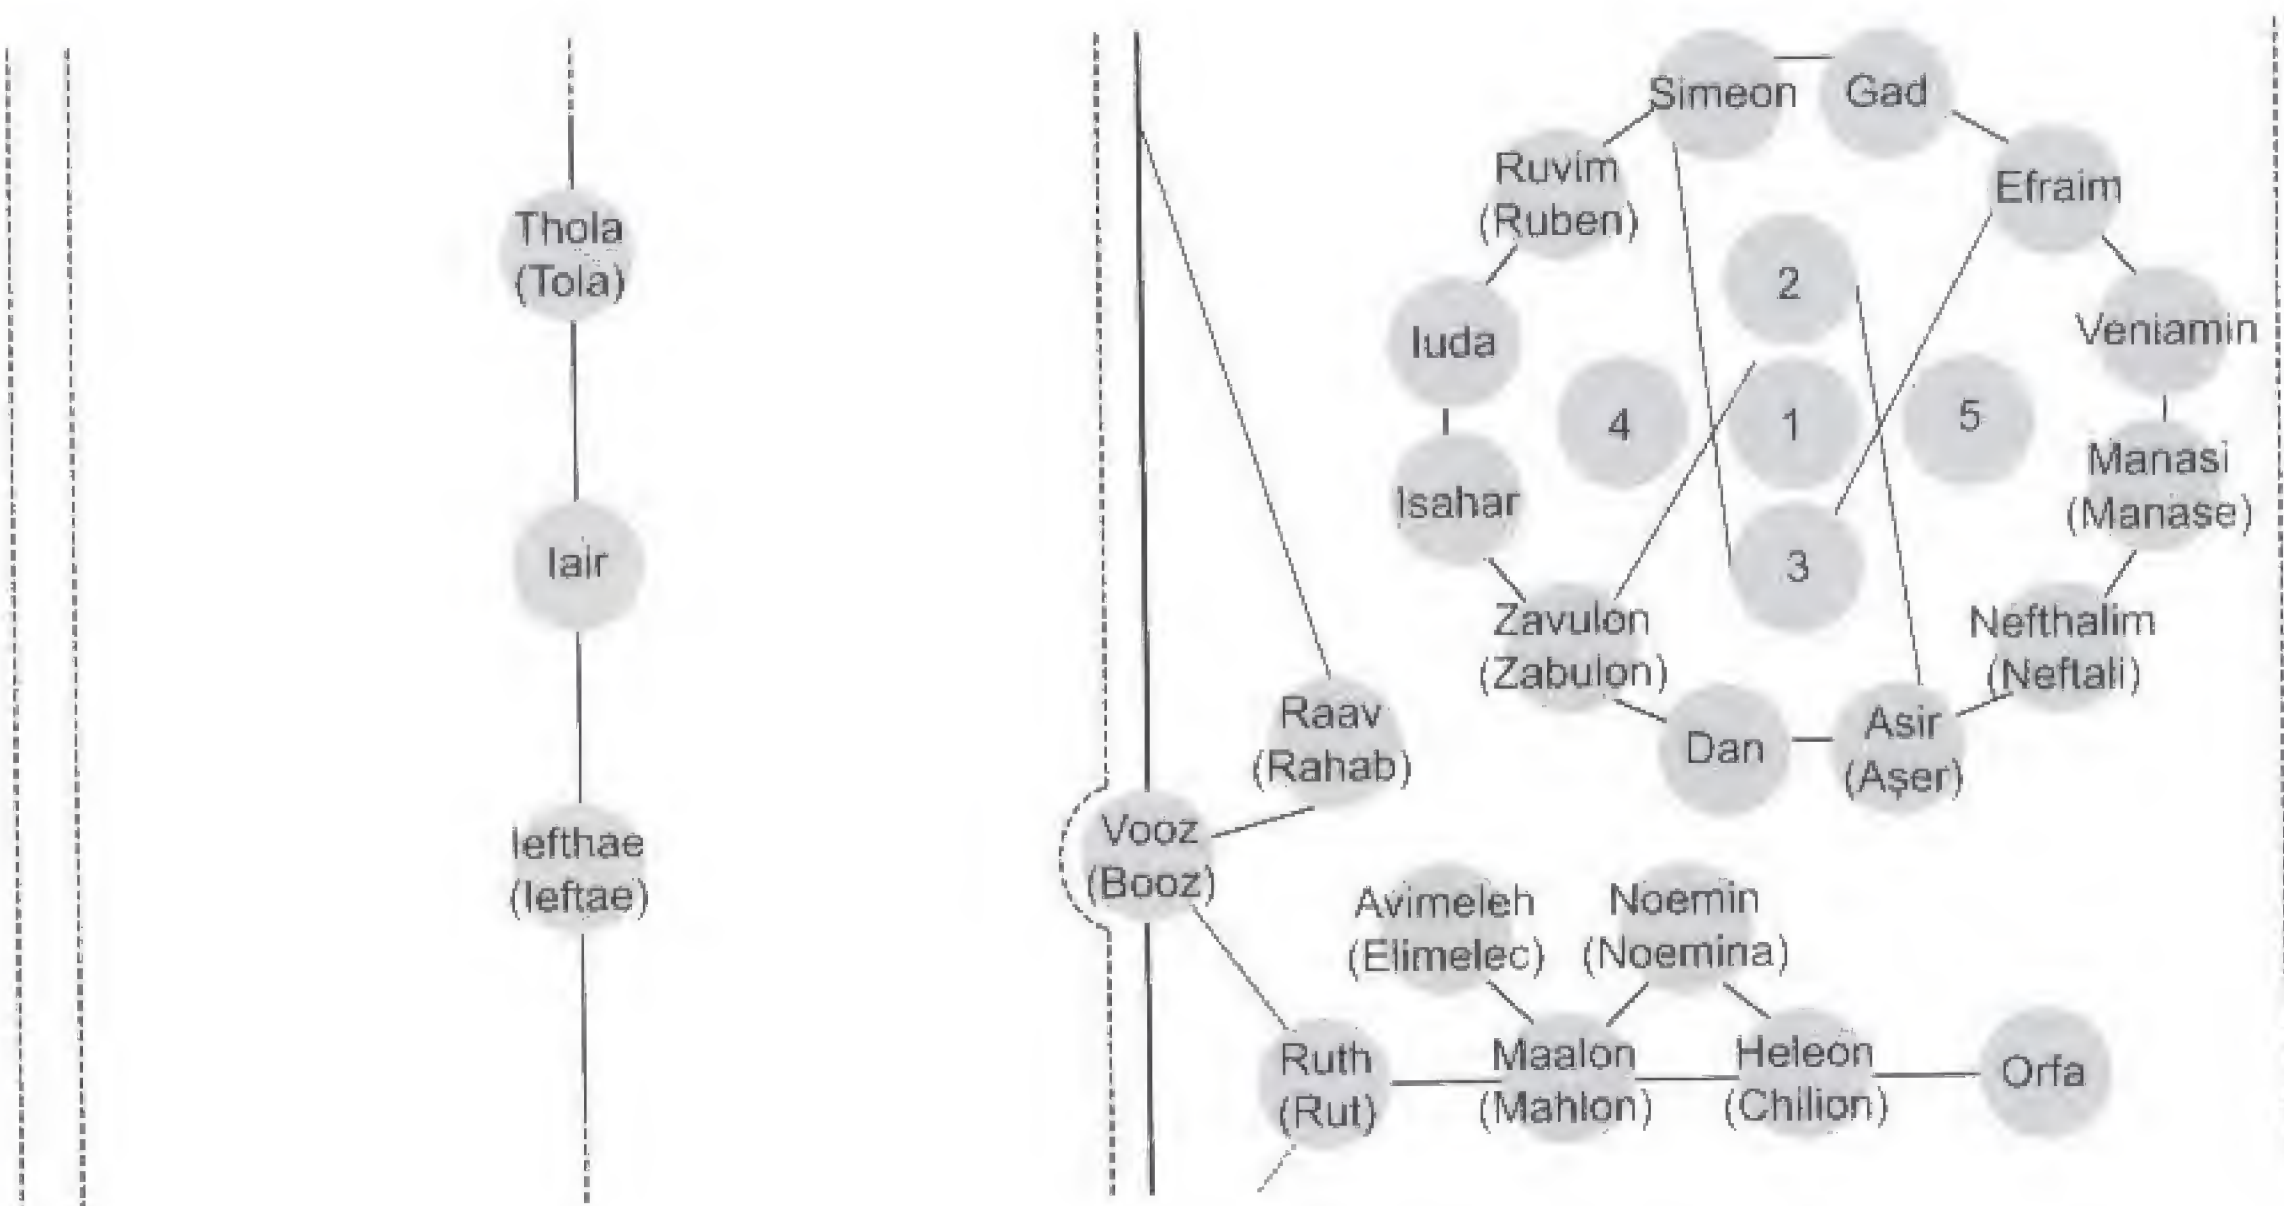 Thola
(Tola)
Iair
Iefthae
(Ieftae)
Vooz
(Booz)
Raav
(Rahab)
Simeon
Gad
Ruvim
(Ruben)
Efraim
Iuda
Veniamin
Isahar
Manasi
(Manase)
Zavulon
(Zabulon)
Nefthalim
(Neftali)
Dan
Asir
(Așer)
2
4
1
5
3
Avimeleh
(Elimelec)
Noemin
(Noemina)
Ruth
(Rut)
Maalon
(Mahlon)
Heleon
(Chilion)
Orfa